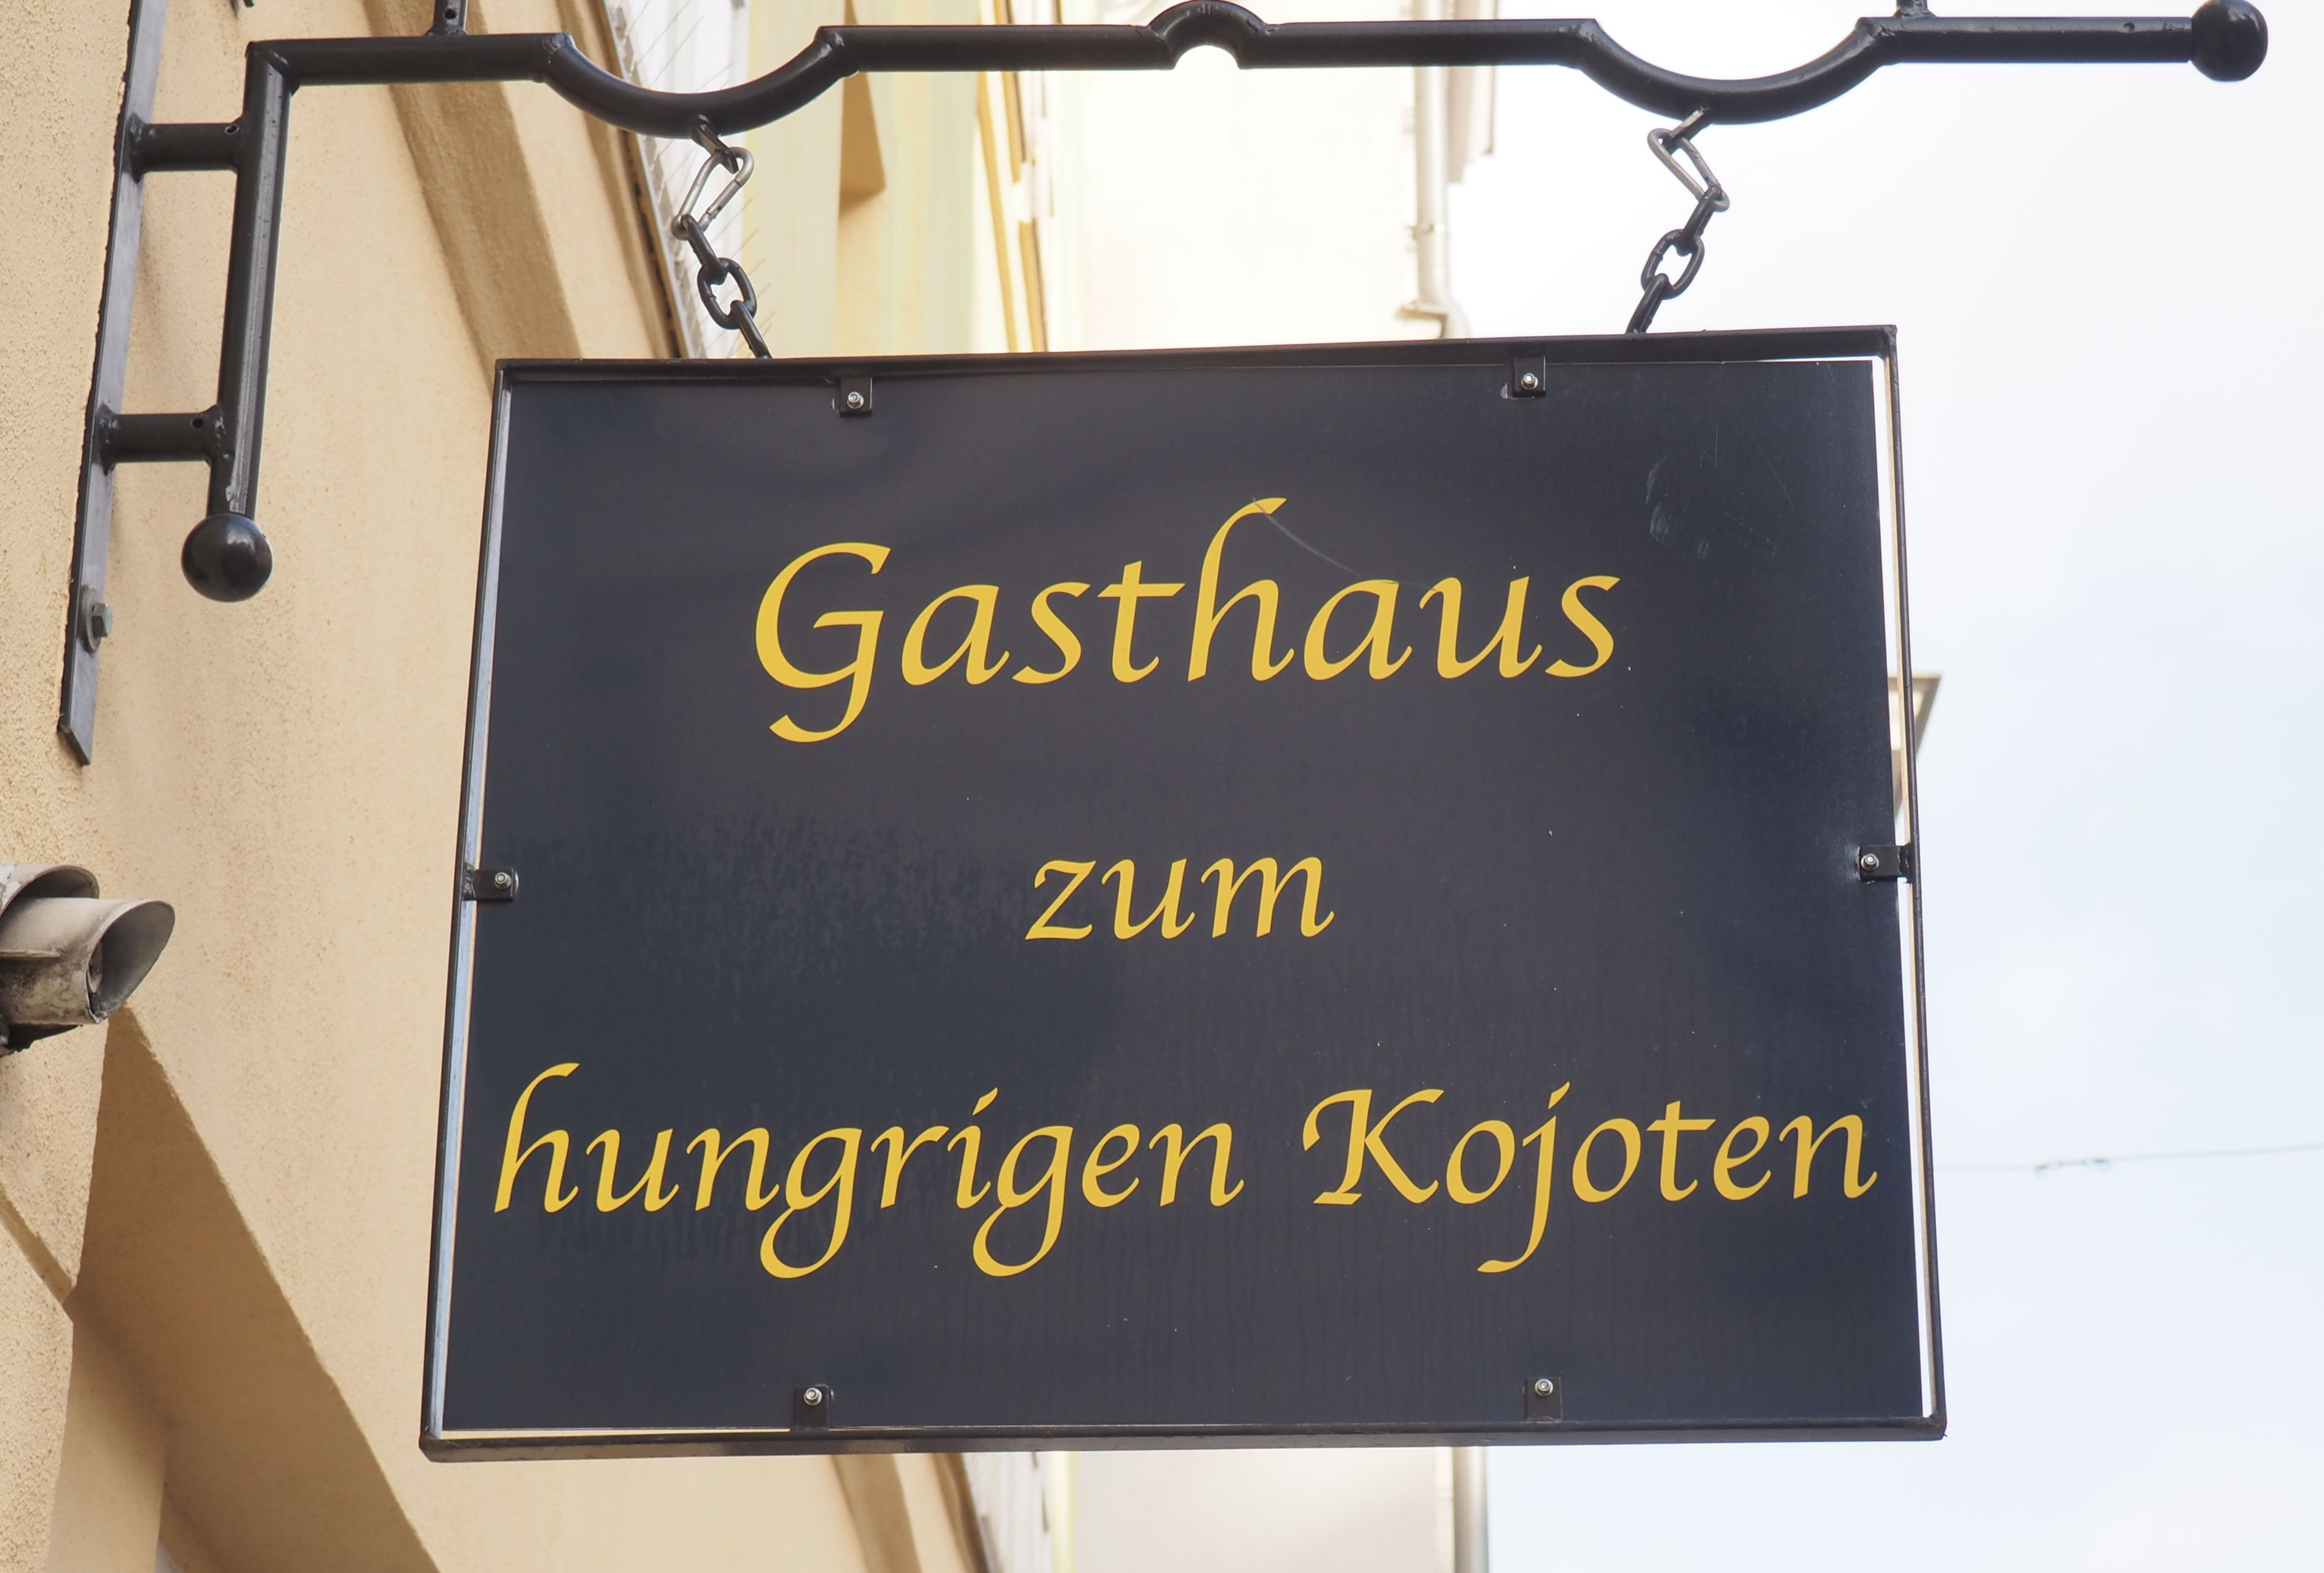 Gasthaus
zum
hungrigen Kojoten